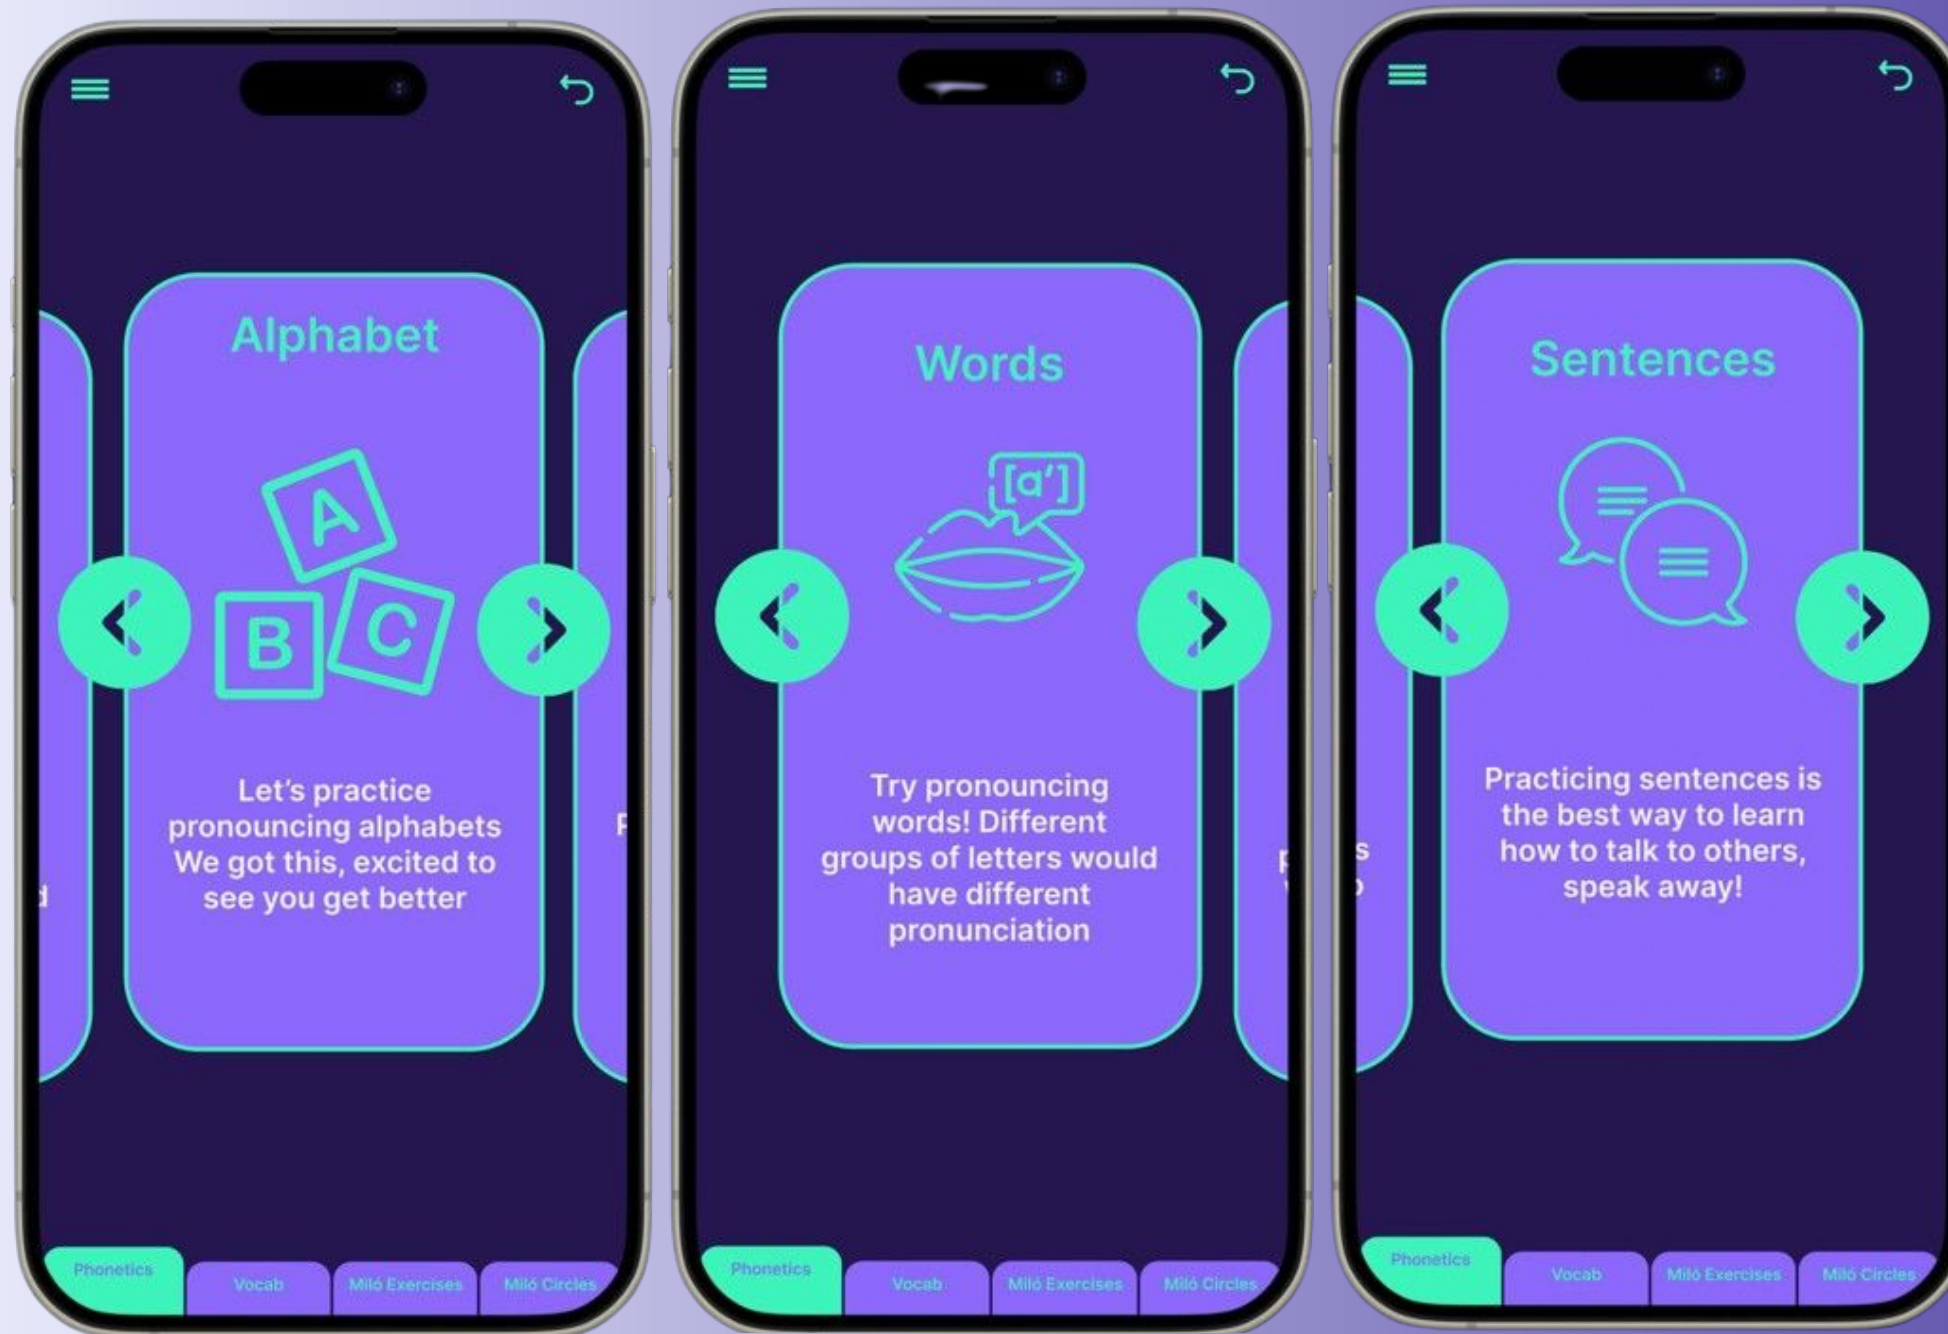 Alphabet
A
B
C
Let's practice
pronouncing alphabets
We got this, excited to
see you get better
Phonetics
Vocab
Miló Exercises
Miló Circles
Words
[a']
Try pronouncing
words! Different
groups of letters would
have different
pronunciation
Phonetics
Vocab
Miló Exercises
Miló Circles
Sentences
Practicing sentences is
the best way to learn
how to talk to others,
speak away!
Phonetics
Vocab
Miló Exercises
Miló Circles